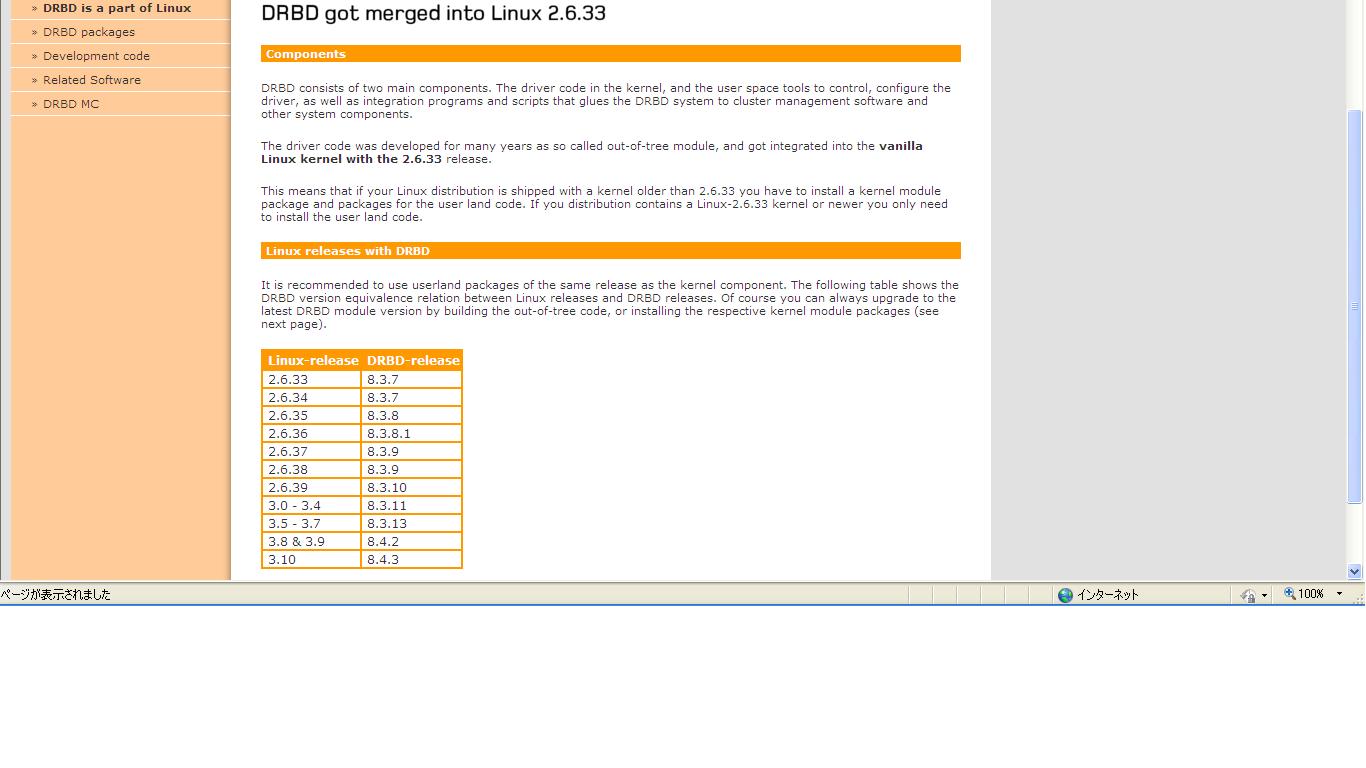 » DRBD is a part of Linux
» DRBD packages
» Development code
» Related Software
» DRBD MC
DRBD got merged into Linux 2.6.33
Components
DRBD consists of two main components. The driver code in the kernel, and the user space tools to control, configure the
driver, as well as integration programs and scripts that glues the DRBD system to cluster management software and
other system components.
The driver code was developed for many years as so called out-of-tree module, and got integrated into the vanilla
Linux kernel with the 2.6.33 release.
This means that if your Linux distribution is shipped with a kernel older than 2.6.33 you have to install a kernel module
package and packages for the user land code. If you distribution contains a Linux-2.6.33 kernel or newer you only need
to install the user land code.
Linux releases with DRBD
It is recommended to use userland packages of the same release as the kernel component. The following table shows the
DRBD version equivalence relation between Linux releases and DRBD releases. Of course you can always upgrade to the
latest DRBD module version by building the out-of-tree code, or installing the respective kernel module packages (see
next page).
Linux-release DRBD-release
2.6.33 8.3.7
2.6.34 8.3.7
2.6.35 8.3.8
2.6.36 8.3.8.1
2.6.37 8.3.9
2.6.38 8.3.9
2.6.39 8.3.10
3.0 - 3.4 8.3.11
3.5 - 3.7 8.3.13
3.8 & 3.9 8.4.2
3.10 8.4.3
ページが表示されました インターネット 100%